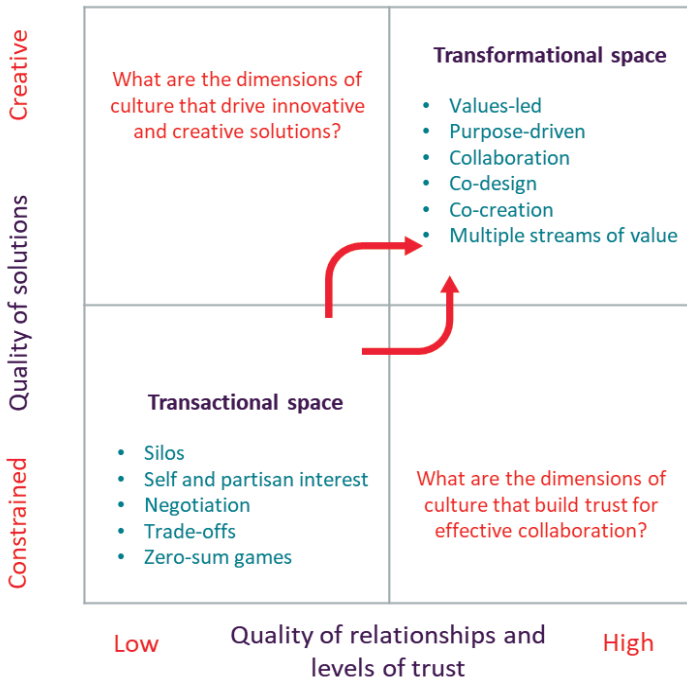 Creative
Quality of solutions
Constrained
What are the dimensions of
culture that drive innovative
and creative solutions?
Transformational space
• Values-led
• Purpose-driven
• Collaboration
• Co-design
• Co-creation
• Multiple streams of value
Transactional space
• Silos
• Self and partisan interest
• Negotiation
• Trade-offs
• Zero-sum games
What are the dimensions of
culture that build trust for
effective collaboration?
Low
Quality of relationships and
levels of trust
High